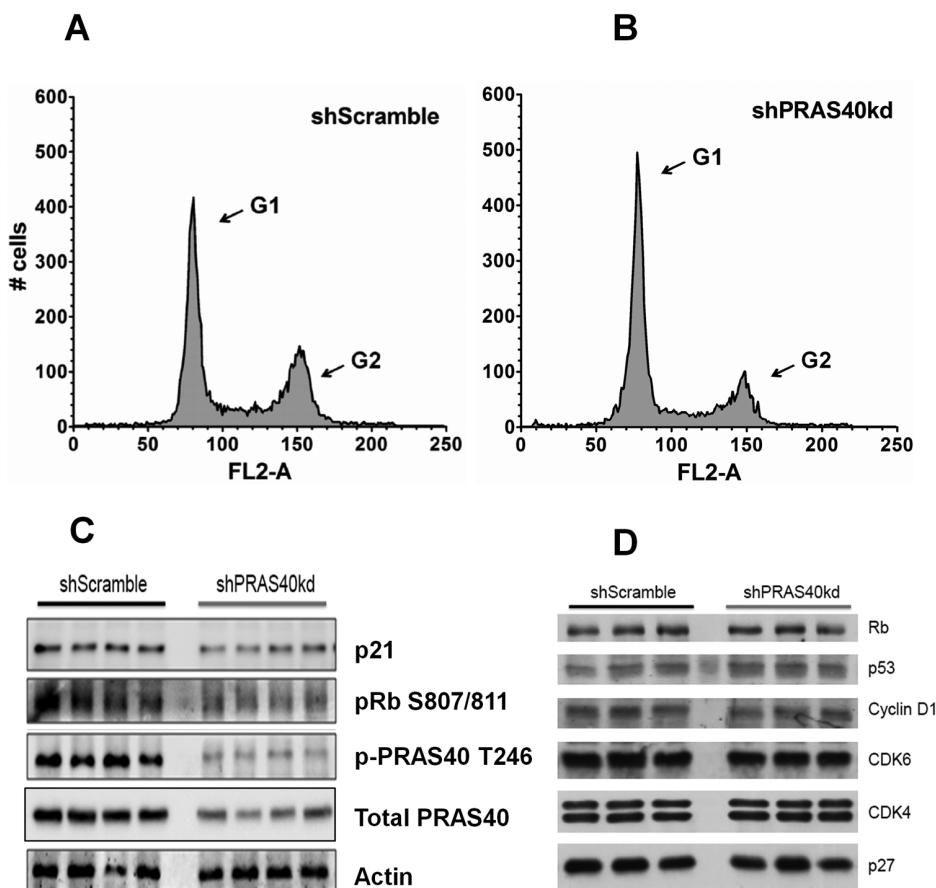 A
B
600
500
400
300
200
100
0
# cells
shScramble
G1
G2
0 50 100 150 200 250
FL2-A
600
500
400
300
200
100
0
shPRAS40kd
G1
G2
0 50 100 150 200 250
FL2-A
C
shScramble shPRAS40kd
p21
pRb S807/811
p-PRAS40 T246
Total PRAS40
Actin
D
shScramble shPRAS40kd
Rb
p53
Cyclin D1
CDK6
CDK4
p27